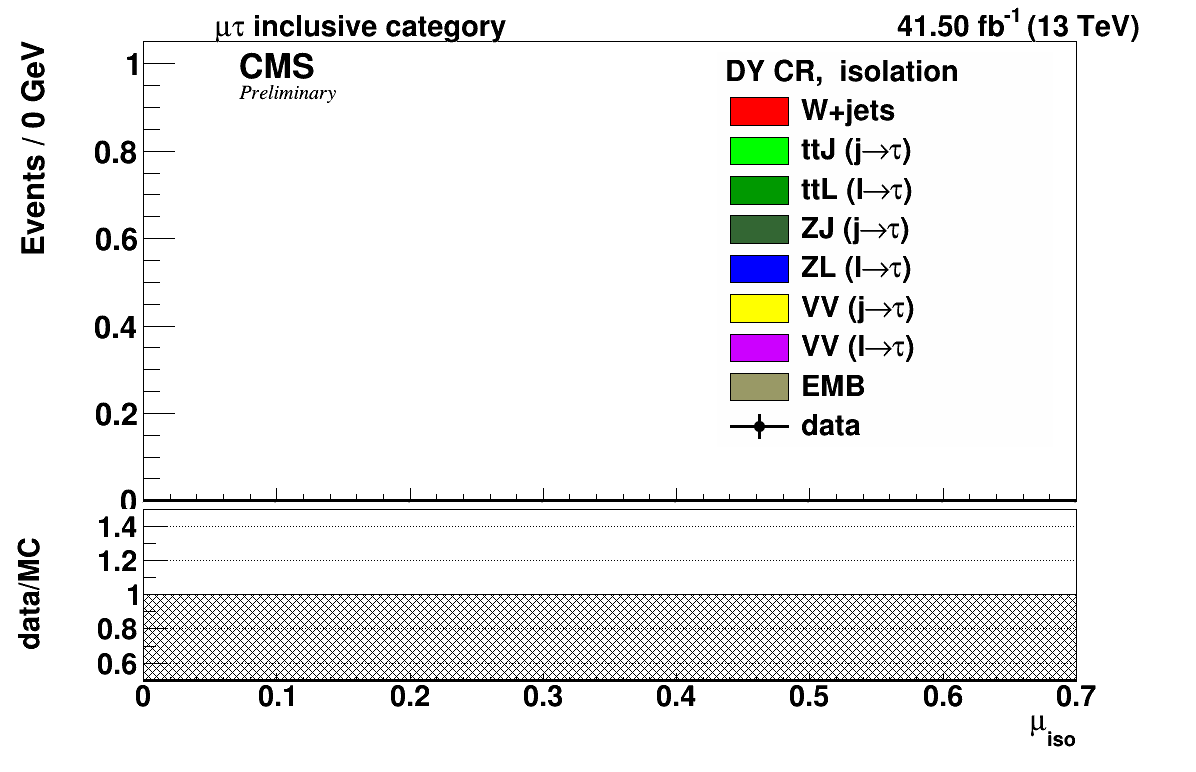 μτ inclusive category
41.50 fb-1 (13 TeV)
CMS
Preliminary
Events / 0 GeV
1
0.8
0.6
0.4
0.2
0
DY CR, isolation
W+jets
ttJ (j→τ)
ttL (l→τ)
ZJ (j→τ)
ZL (l→τ)
VV (j→τ)
VV (l→τ)
EMB
data
data/MC
1.4
1.2
1
0.8
0.6
0 0.1 0.2 0.3 0.4 0.5 0.6 0.7
μiso